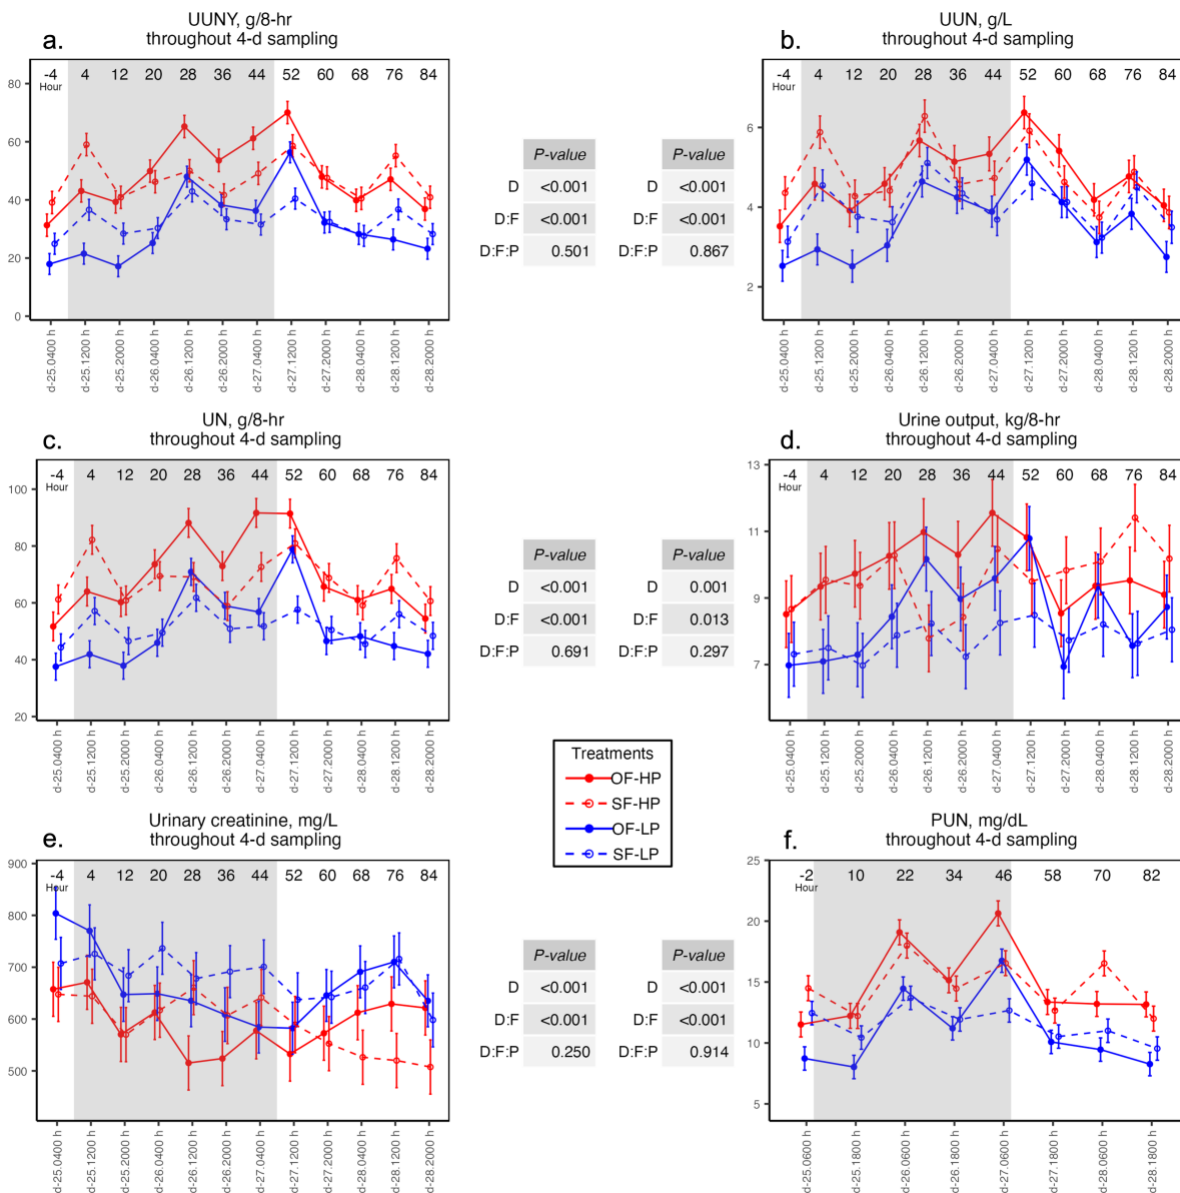 a.
UUNY, g/8-hr
throughout 4-d sampling
-4 4 12 20 28 36 44 52 60 68 76 84
Hour
80
60
40
20
0
d-25.0400 h
d-25.1200 h
d-25.2000 h
d-26.0400 h
d-26.1200 h
d-26.2000 h
d-27.0400 h
d-27.1200 h
d-27.2000 h
d-28.0400 h
d-28.1200 h
d-28.2000 h
P-value
D <0.001
D:F <0.001
D:F:P 0.501
P-value
D <0.001
D:F <0.001
D:F:P 0.867
b.
UUN, g/L
throughout 4-d sampling
-4 4 12 20 28 36 44 52 60 68 76 84
Hour
6
4
2
d-25.0400 h
d-25.1200 h
d-25.2000 h
d-26.0400 h
d-26.1200 h
d-26.2000 h
d-27.0400 h
d-27.1200 h
d-27.2000 h
d-28.0400 h
d-28.1200 h
d-28.2000 h
c.
UN, g/8-hr
throughout 4-d sampling
-4 4 12 20 28 36 44 52 60 68 76 84
Hour
100
80
60
40
20
d-25.0400 h
d-25.1200 h
d-25.2000 h
d-26.0400 h
d-26.1200 h
d-26.2000 h
d-27.0400 h
d-27.1200 h
d-27.2000 h
d-28.0400 h
d-28.1200 h
d-28.2000 h
P-value
D <0.001
D:F <0.001
D:F:P 0.691
P-value
D 0.001
D:F 0.013
D:F:P 0.297
d.
Urine output, kg/8-hr
throughout 4-d sampling
-4 4 12 20 28 36 44 52 60 68 76 84
Hour
13
11
9
7
d-25.0400 h
d-25.1200 h
d-25.2000 h
d-26.0400 h
d-26.1200 h
d-26.2000 h
d-27.0400 h
d-27.1200 h
d-27.2000 h
d-28.0400 h
d-28.1200 h
d-28.2000 h
Treatments
OF-HP
SF-HP
OF-LP
SF-LP
e.
Urinary creatinine, mg/L
throughout 4-d sampling
-4 4 12 20 28 36 44 52 60 68 76 84
Hour
900
800
700
600
500
d-25.0400 h
d-25.1200 h
d-25.2000 h
d-26.0400 h
d-26.1200 h
d-26.2000 h
d-27.0400 h
d-27.1200 h
d-27.2000 h
d-28.0400 h
d-28.1200 h
d-28.2000 h
P-value
D <0.001
D:F <0.001
D:F:P 0.250
P-value
D <0.001
D:F <0.001
D:F:P 0.914
f.
PUN, mg/dL
throughout 4-d sampling
-2 10 22 34 46 58 70 82
Hour
25
20
15
10
5
d-25.0600 h
d-25.1800 h
d-26.0600 h
d-26.1800 h
d-27.0600 h
d-27.1800 h
d-28.0600 h
d-28.1800 h